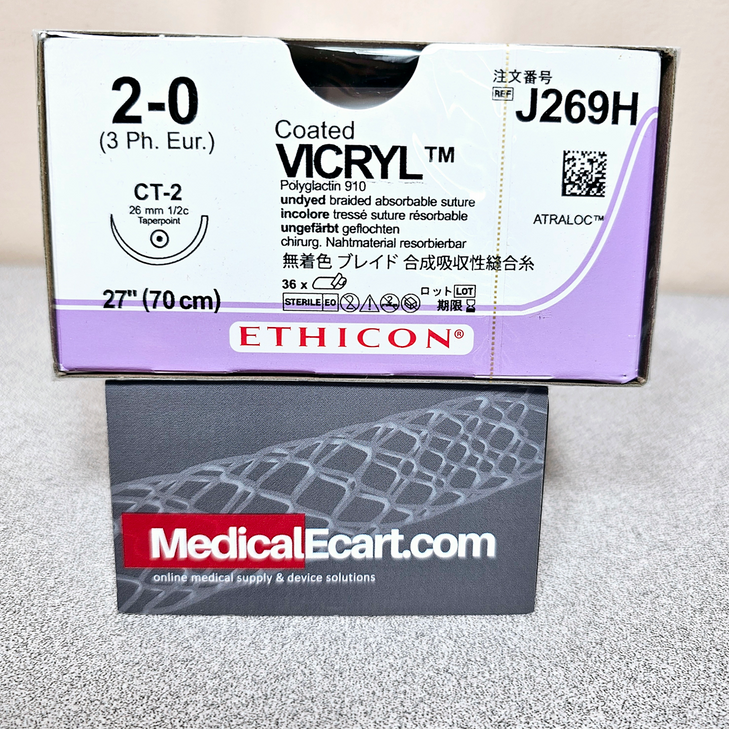 2-0
(3 Ph. Eur.)
CT-2
26 mm 1/2c
Taperpoint
27" (70 cm)
Coated
VICRYL™
Polyglactin 910
undyed braided absorbable suture
incolore tressé suture résorbable
ungefärbt geflochten
chirurg. Nahtmaterial resorbierbar
無着色 ブレイド 合成吸収性縫合糸
36 x
STERILE EO
ロット LOT
期限
注文番号
REF J269H
ATRALOC™
ETHICON®
MedicalEcart.com
online medical supply & device solutions